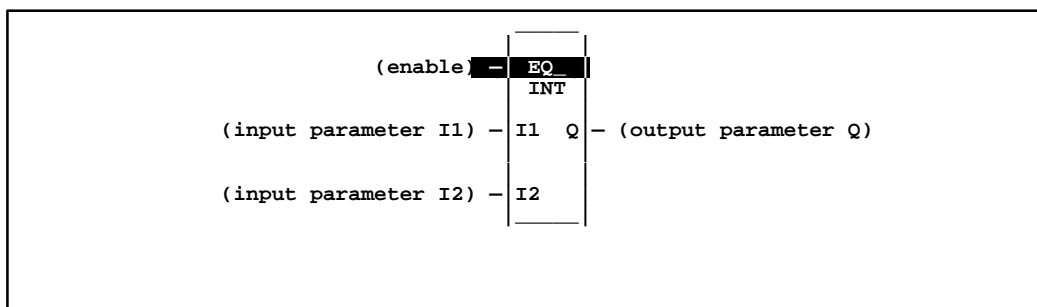 (enable) – EQ_
INT
(input parameter I1) – I1 Q – (output parameter Q)
(input parameter I2) – I2